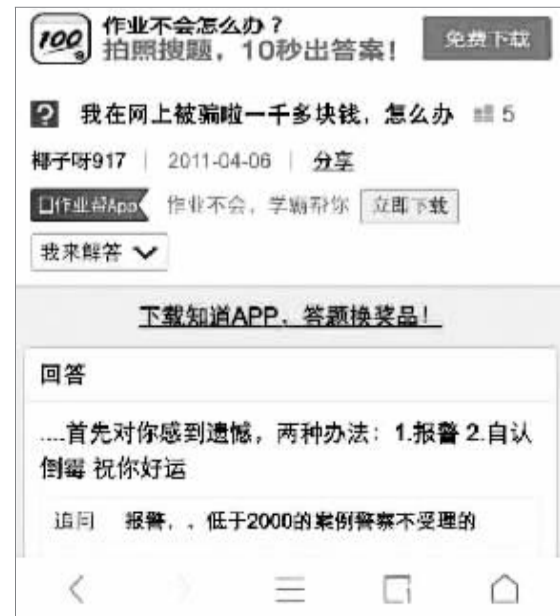 100
作业不会怎么办？
拍照搜题，10秒出答案！
免费下载
? 我在网上被骗啦一千多块钱，怎么办 5
椰子呀917 | 2011-04-06 | 分享
作业帮App 作业不会，学霸帮你 立即下载
我来解答
下载知道APP，答题换奖品！
回答
....首先对你感到遗憾，两种办法：1.报警 2.自认
倒霉 祝你好运
追问 报警，，低于2000的案例警察不受理的